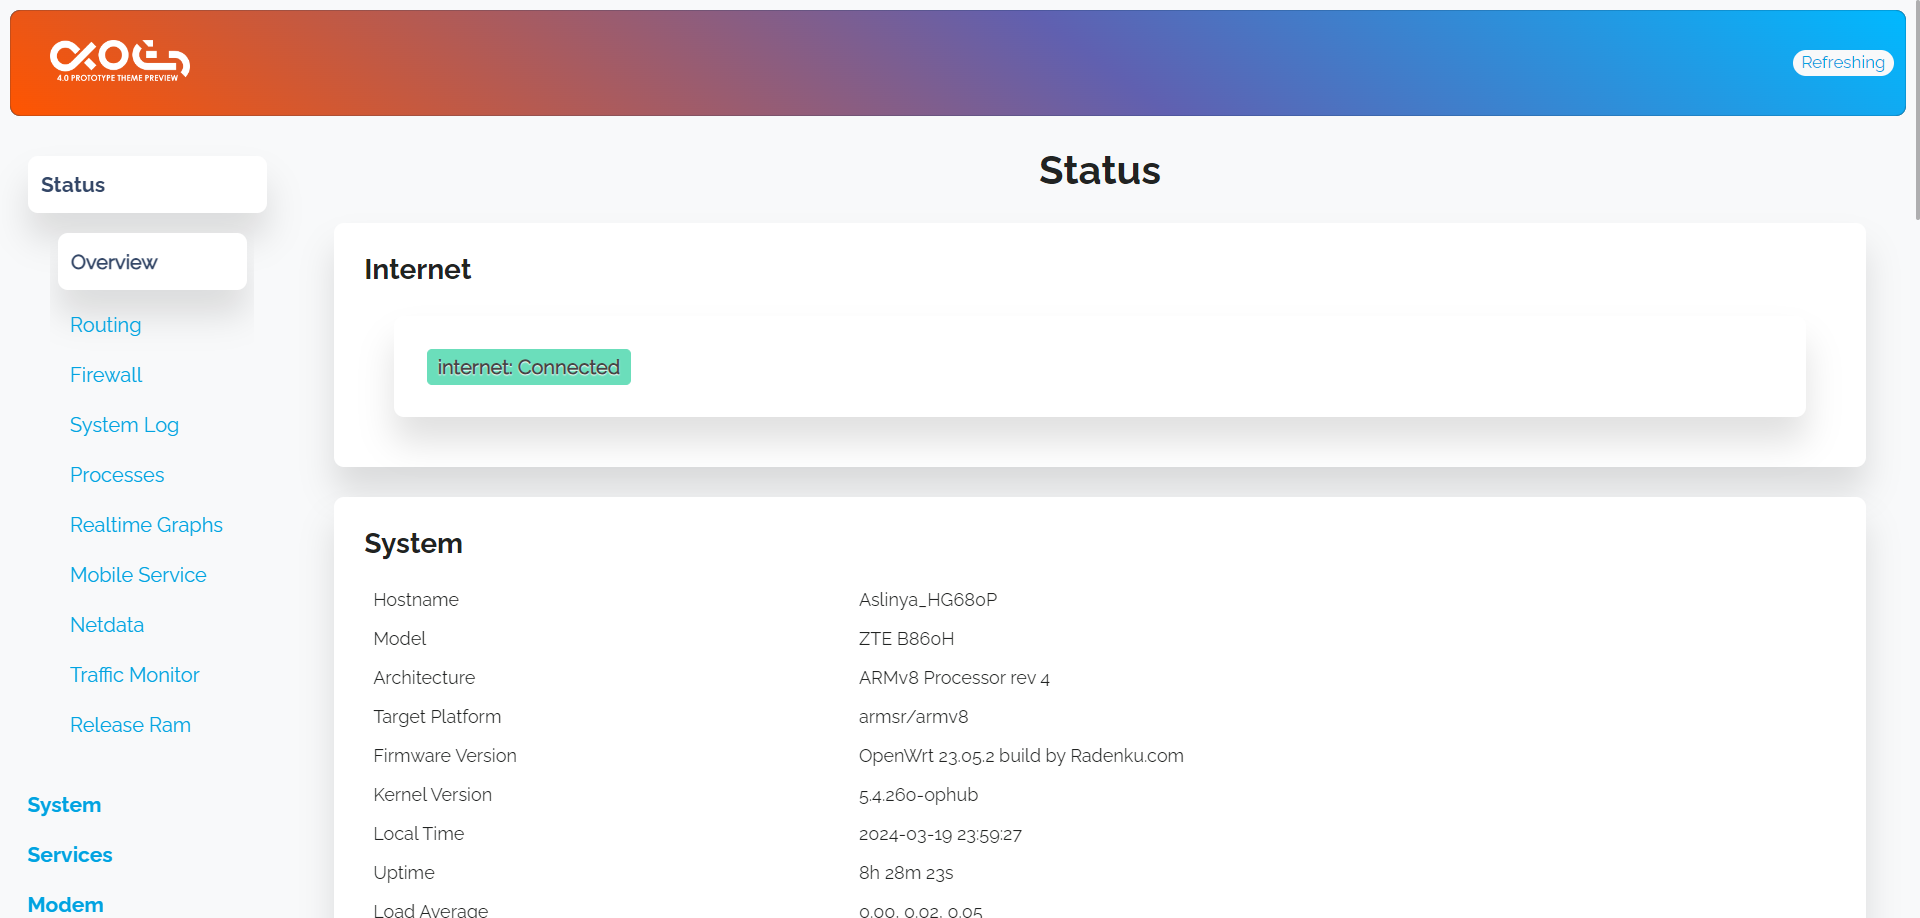 4.0 PROTOTYPE THEME PREVIEW
Refreshing
Status
Overview
Routing
Firewall
System Log
Processes
Realtime Graphs
Mobile Service
Netdata
Traffic Monitor
Release Ram
System
Services
Modem
Status
Internet
internet: Connected
System
Hostname Aslinya_HG680P
Model ZTE B860H
Architecture ARMv8 Processor rev 4
Target Platform armsr/armv8
Firmware Version OpenWrt 23.05.2 build by Radenku.com
Kernel Version 5.4.260-ophub
Local Time 2024-03-19 23:59:27
Uptime 8h 28m 23s
Load Average 0.00, 0.02, 0.05